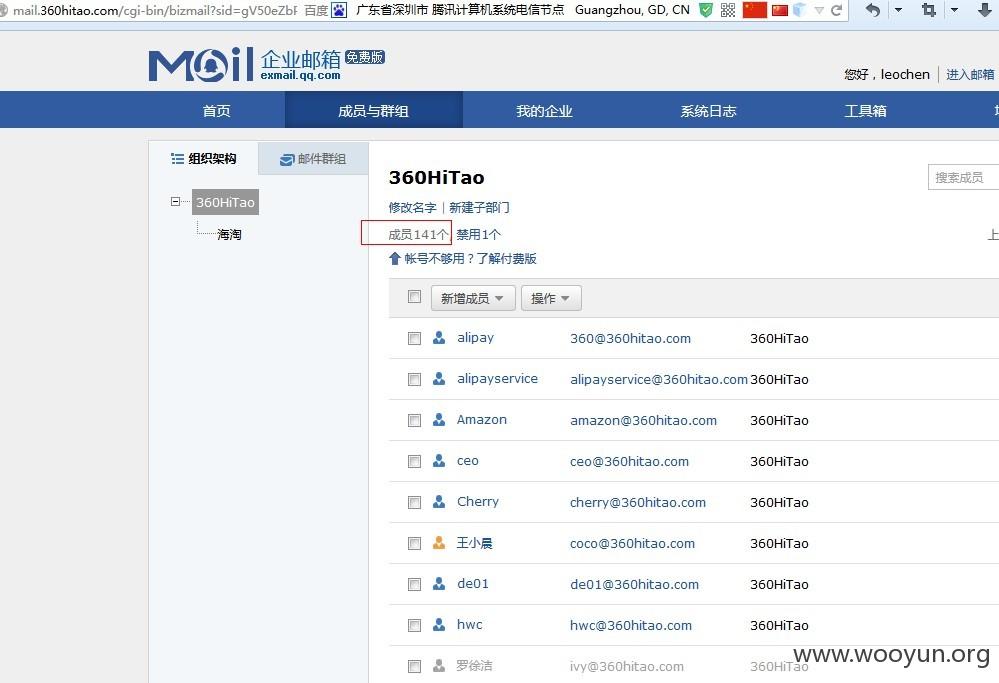 mail.360hitao.com/cgi-bin/bizmail?sid=gV50eZbF 百度 广东省深圳市 腾讯计算机系统电信节点 Guangzhou, GD, CN
Mail 企业邮箱 免费版
exmail.qq.com
您好，leochen 进入邮箱
首页 成员与群组 我的企业 系统日志 工具箱
组织架构 邮件群组
360HiTao
海淘
360HiTao
搜索成员
修改名字 | 新建子部门
成员141个, 禁用1个
上
帐号不够用？了解付费版
新增成员 操作
alipay 360@360hitao.com 360HiTao
alipayservice alipayservice@360hitao.com 360HiTao
Amazon amazon@360hitao.com 360HiTao
ceo ceo@360hitao.com 360HiTao
Cherry cherry@360hitao.com 360HiTao
王小晨 coco@360hitao.com 360HiTao
de01 de01@360hitao.com 360HiTao
hwc hwc@360hitao.com 360HiTao
罗徐洁 ivy@360hitao.com 360HiTao
www.wooyun.org